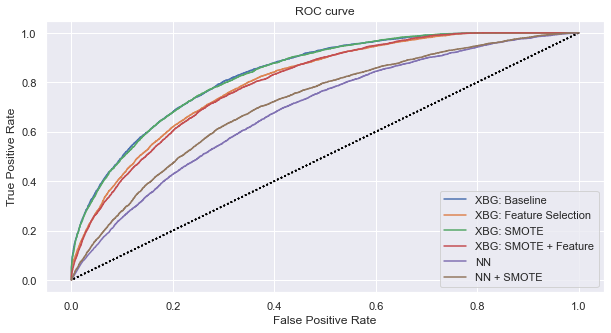 ROC curve
1.0
0.8
0.6
0.4
0.2
0.0
True Positive Rate
XBG: Baseline
XBG: Feature Selection
XBG: SMOTE
XBG: SMOTE + Feature
NN
NN + SMOTE
0.0 0.2 0.4 0.6 0.8 1.0
False Positive Rate